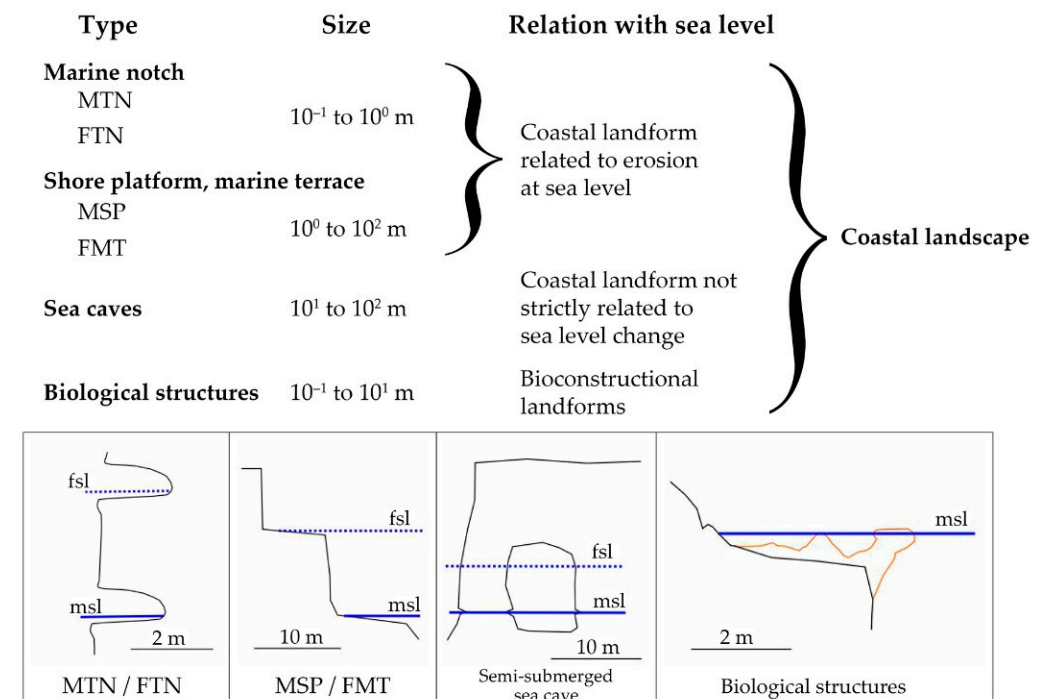 Type Size Relation with sea level
Marine notch
MTN
FTN
10⁻¹ to 10⁰ m
Shore platform, marine terrace
MSP
FMT
10⁰ to 10² m
Coastal landform
related to erosion
at sea level
Sea caves 10¹ to 10² m
Coastal landform not
strictly related to
sea level change
Biological structures 10⁻¹ to 10¹ m
Bioconstructional
landforms
Coastal landscape
fsl
msl
2 m
MTN / FTN
fsl
msl
10 m
MSP / FMT
fsl
msl
10 m
Semi-submerged
sea cave
msl
2 m
Biological structures